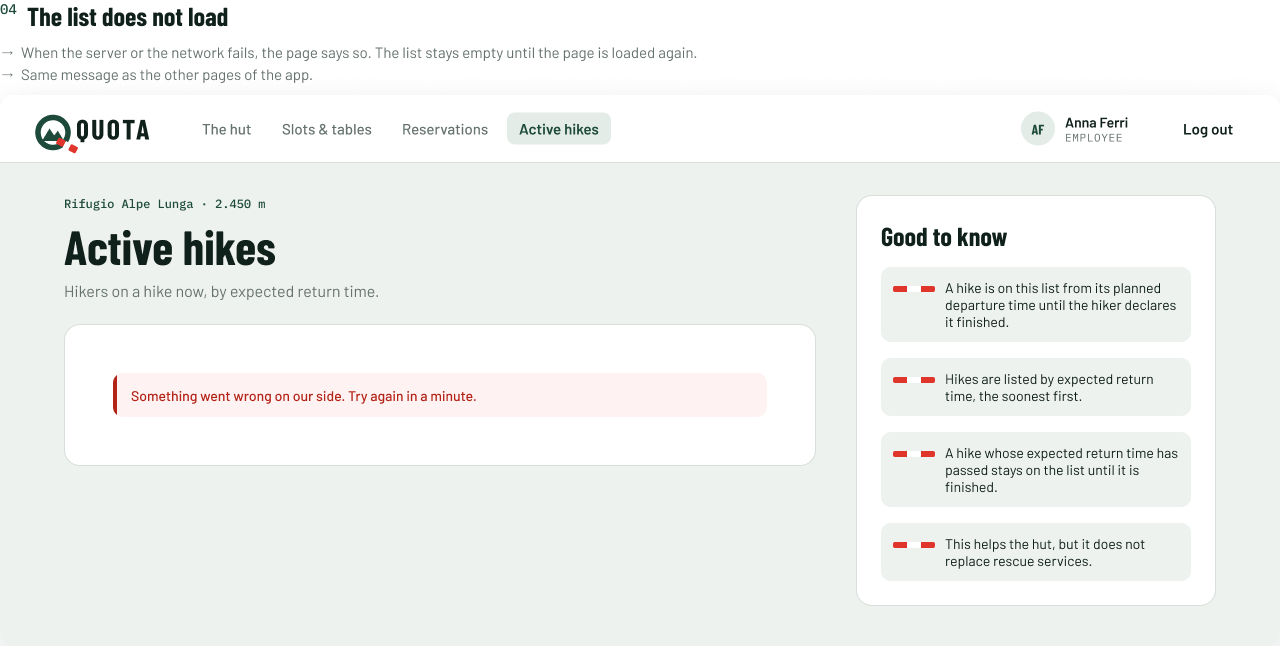 04 The list does not load
→ When the server or the network fails, the page says so. The list stays empty until the page is loaded again.
→ Same message as the other pages of the app.
QUOTA The hut Slots & tables Reservations Active hikes AF Anna Ferri Log out
EMPLOYEE
Rifugio Alpe Lunga · 2.450 m
Active hikes
Hikers on a hike now, by expected return time.
Something went wrong on our side. Try again in a minute.
Good to know
A hike is on this list from its planned
departure time until the hiker declares
it finished.
Hikes are listed by expected return
time, the soonest first.
A hike whose expected return time has
passed stays on the list until it is
finished.
This helps the hut, but it does not
replace rescue services.